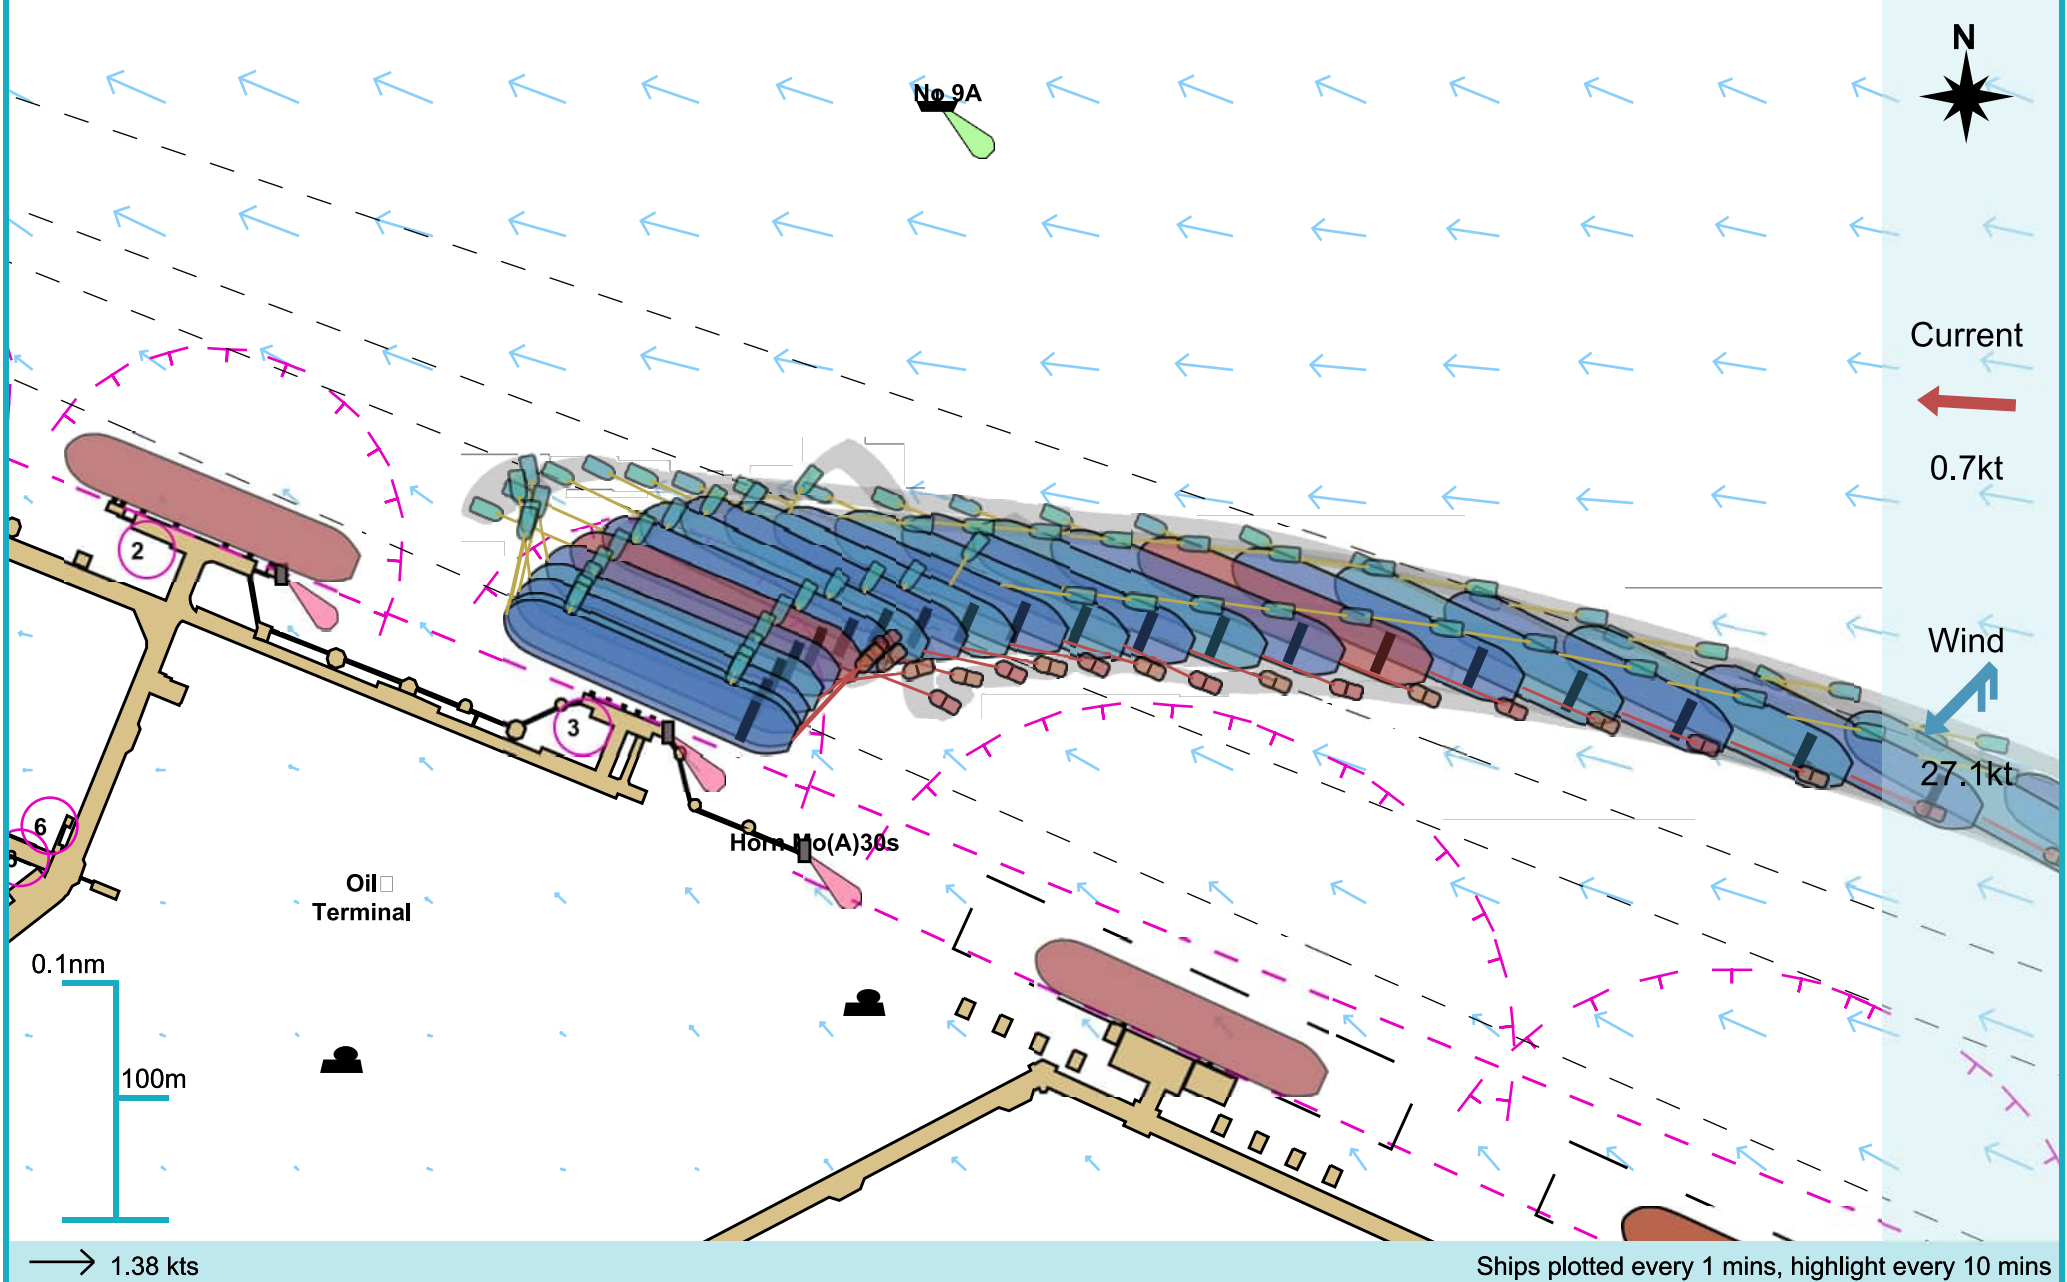 N
No 9A
Current
0.7kt
2
Wind
3
27.1kt
6
Horn Mo(A)30s
Oil
Terminal
0.1nm
100m
1.38 kts
Ships plotted every 1 mins, highlight every 10 mins